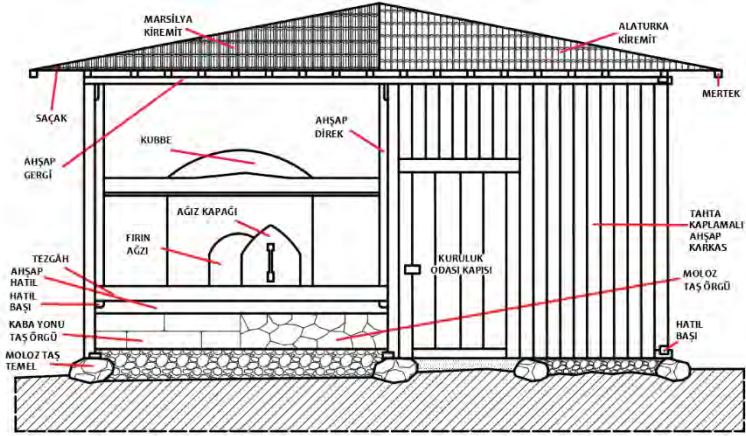 MARSİLYA
KİREMİT
ALATURKA
KİREMİT
SAÇAK
MERTEK
AHŞAP
GERGİ
KUBBE
AHŞAP
DİREK
AĞIZ KAPAĞI
FIRIN
AĞZI
KURULUK
ODASI KAPISI
TAHTA
KAPLAMALI
AHŞAP
KARKAS
TEZGÂH
AHŞAP
HATIL
HATIL
BAŞI
KABA YONU
TAŞ ÖRGÜ
MOLOZ TAŞ
TEMEL
MOLOZ
TAŞ ÖRGÜ
HATIL
BAŞI